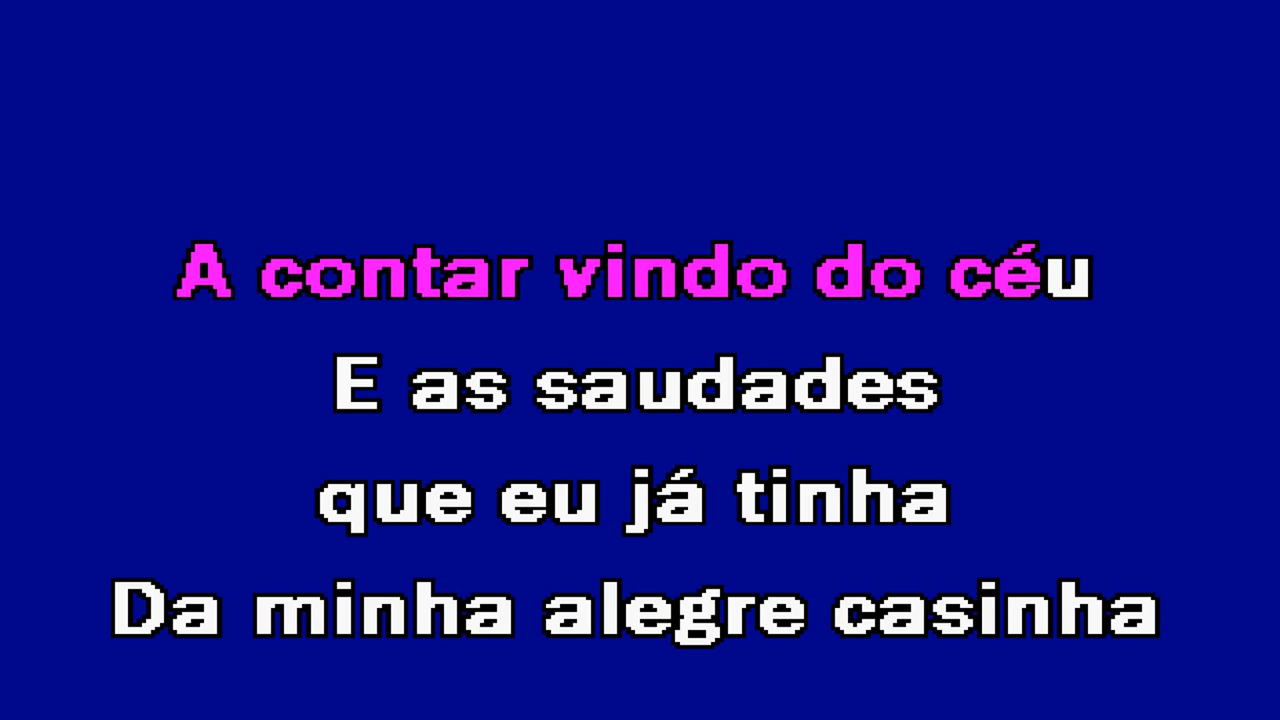 A contar vindo do céu
E as saudades
que eu já tinha
Da minha alegre casinha